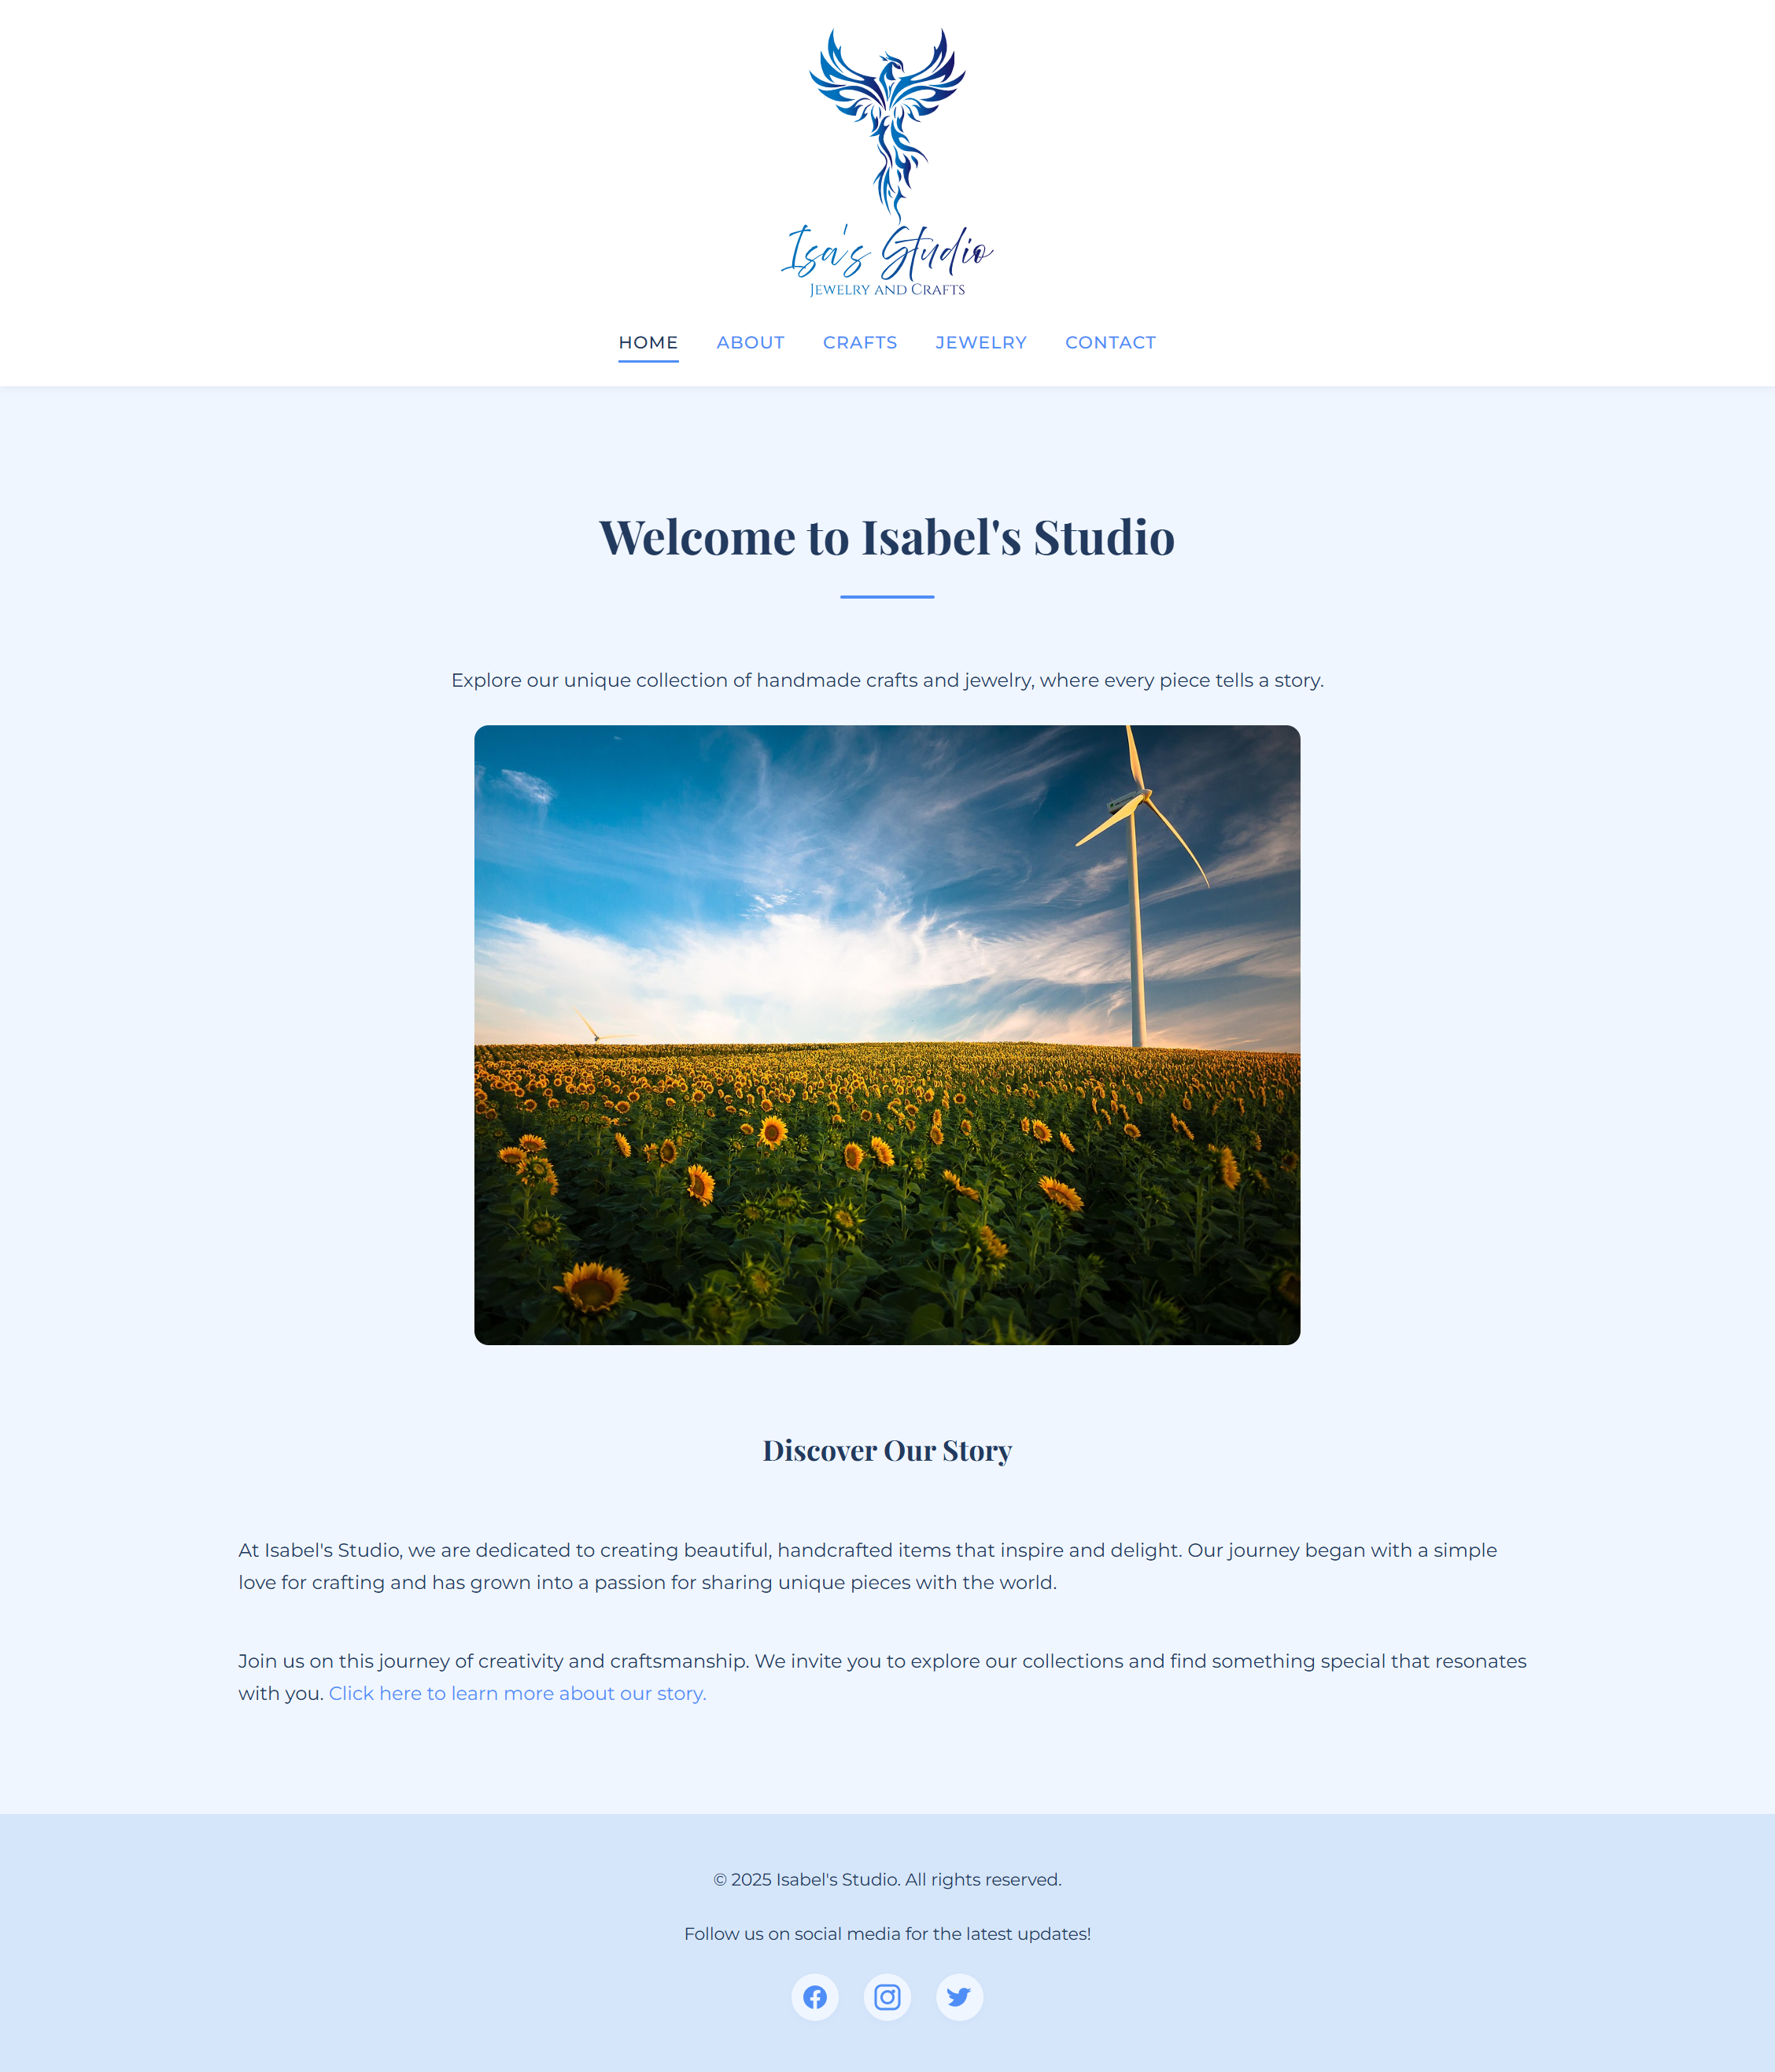 Isa's Studio
Jewelry and Crafts
HOME ABOUT CRAFTS JEWELRY CONTACT
Welcome to Isabel's Studio
Explore our unique collection of handmade crafts and jewelry, where every piece tells a story.
Discover Our Story
At Isabel's Studio, we are dedicated to creating beautiful, handcrafted items that inspire and delight. Our journey began with a simple
love for crafting and has grown into a passion for sharing unique pieces with the world.
Join us on this journey of creativity and craftsmanship. We invite you to explore our collections and find something special that resonates
with you. Click here to learn more about our story.
© 2025 Isabel's Studio. All rights reserved.
Follow us on social media for the latest updates!